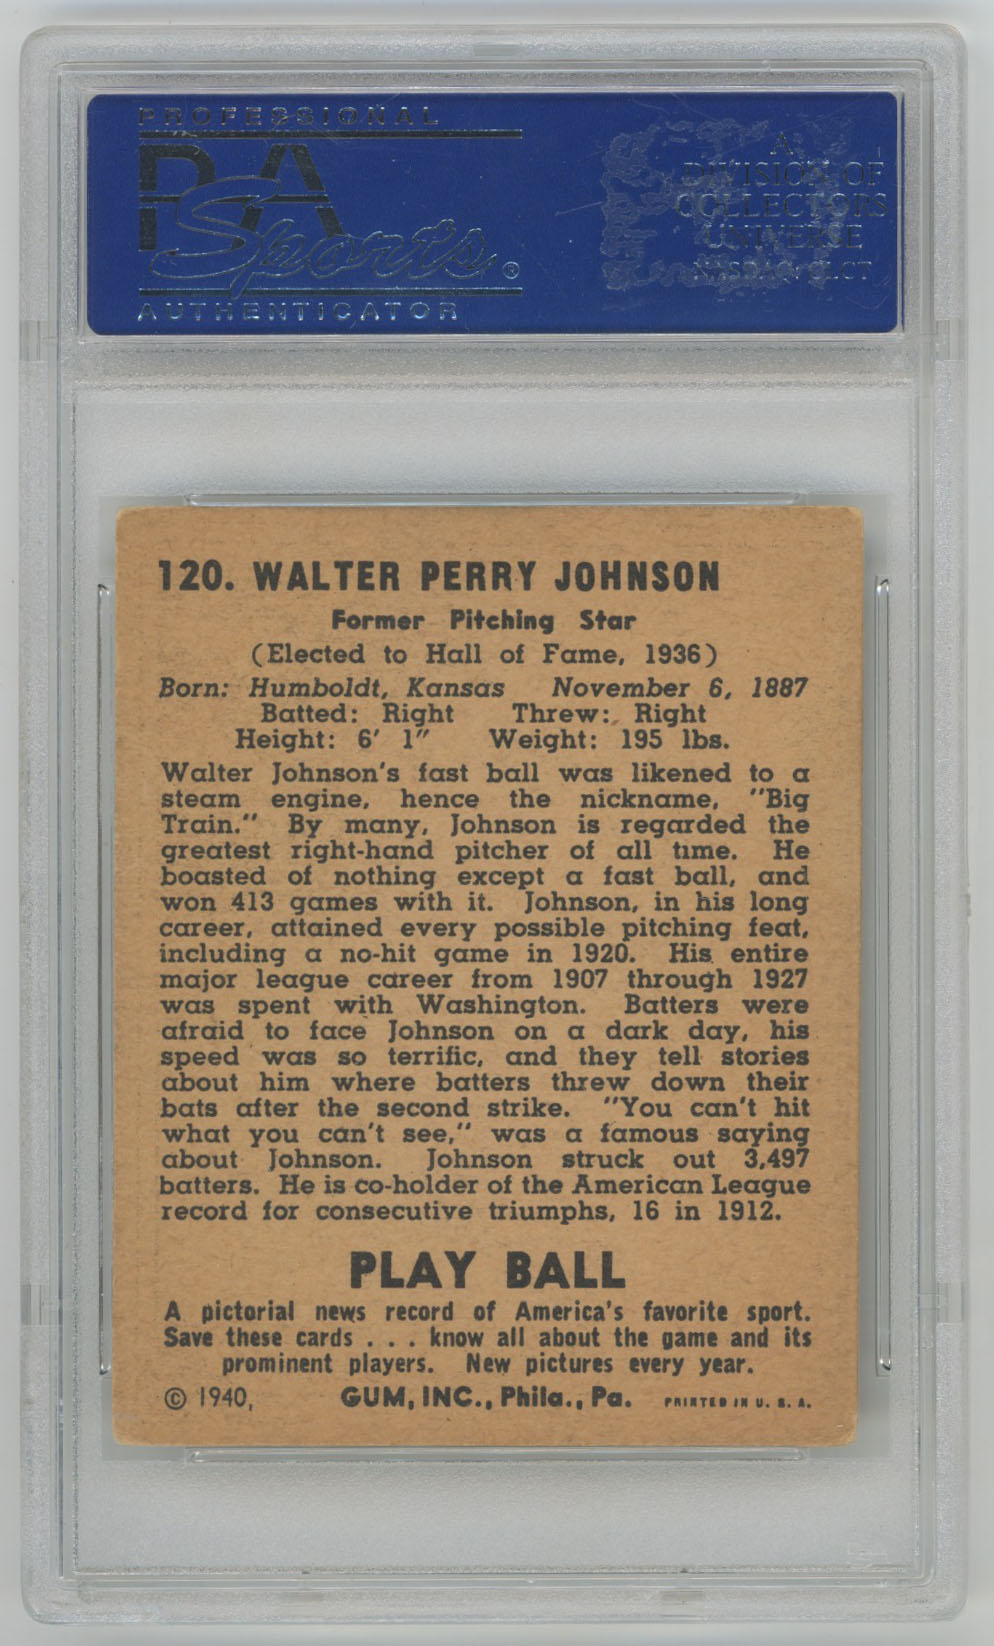 PROFESSIONAL
PSA
Sports®
AUTHENTICATOR
A
DIVISION OF
COLLECTORS
UNIVERSE
NASDAQ: CLCT
120. WALTER PERRY JOHNSON
Former Pitching Star
(Elected to Hall of Fame, 1936)
Born: Humboldt, Kansas November 6, 1887
Batted: Right Threw: Right
Height: 6' 1" Weight: 195 lbs.
Walter Johnson's fast ball was likened to a
steam engine, hence the nickname, "Big
Train." By many, Johnson is regarded the
greatest right-hand pitcher of all time. He
boasted of nothing except a fast ball, and
won 413 games with it. Johnson, in his long
career, attained every possible pitching feat,
including a no-hit game in 1920. His entire
major league career from 1907 through 1927
was spent with Washington. Batters were
afraid to face Johnson on a dark day, his
speed was so terrific, and they tell stories
about him where batters threw down their
bats after the second strike. "You can't hit
what you can't see," was a famous saying
about Johnson. Johnson struck out 3,497
batters. He is co-holder of the American League
record for consecutive triumphs, 16 in 1912.
PLAY BALL
A pictorial news record of America's favorite sport.
Save these cards . . . know all about the game and its
prominent players. New pictures every year.
© 1940, GUM, INC., Phila., Pa. PRINTED IN U. S. A.